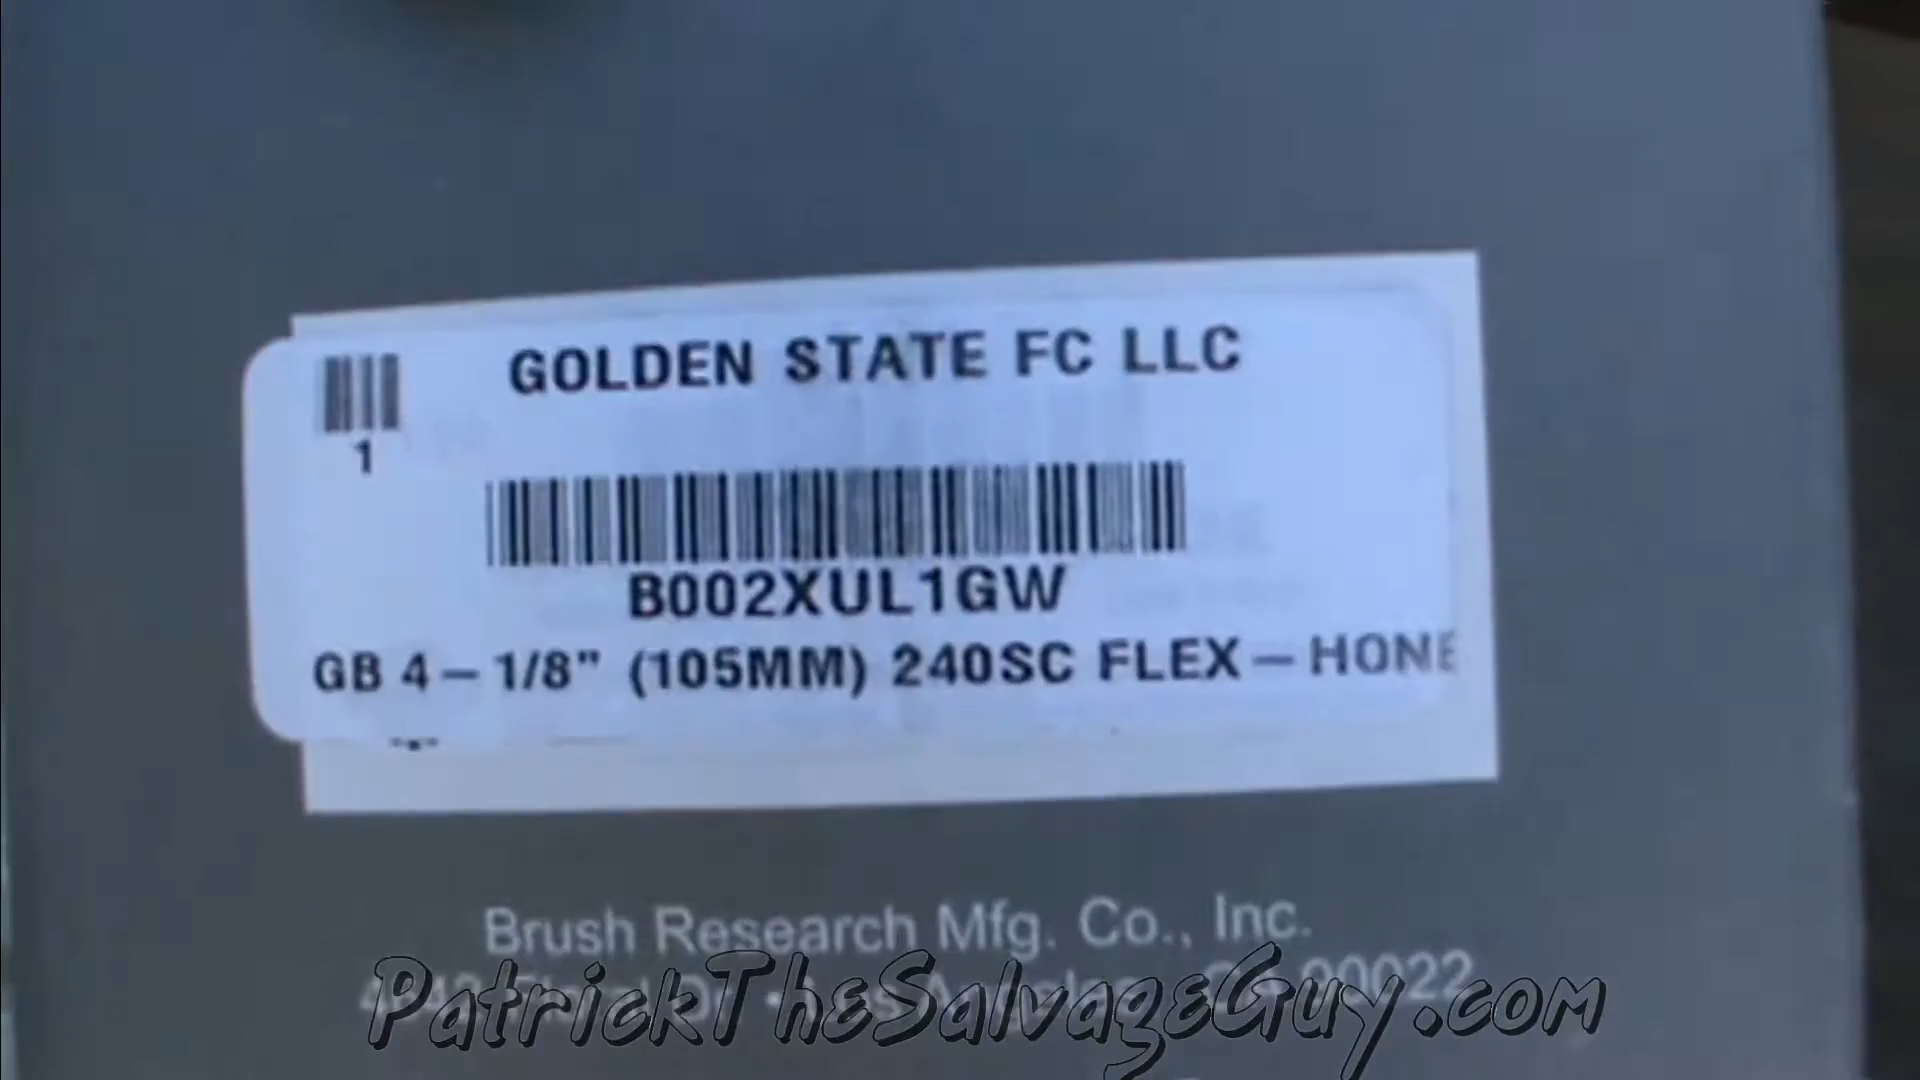 GOLDEN STATE FC LLC
1
B002XUL1GW
GB 4-1/8" (105MM) 240SC FLEX-HONE
Brush Research Mfg. Co., Inc.
90022
PatrickTheSalvageGuy.com